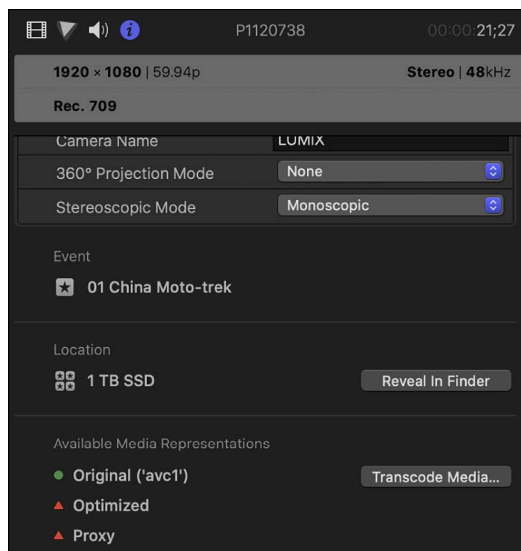 P1120738 00:00:21;27
1920 × 1080 | 59.94p Stereo | 48kHz
Rec. 709
Camera Name LUMIX
360° Projection Mode None
Stereoscopic Mode Monoscopic
Event
01 China Moto-trek
Location
1 TB SSD Reveal In Finder
Available Media Representations
Original ('avc1') Transcode Media...
Optimized
Proxy